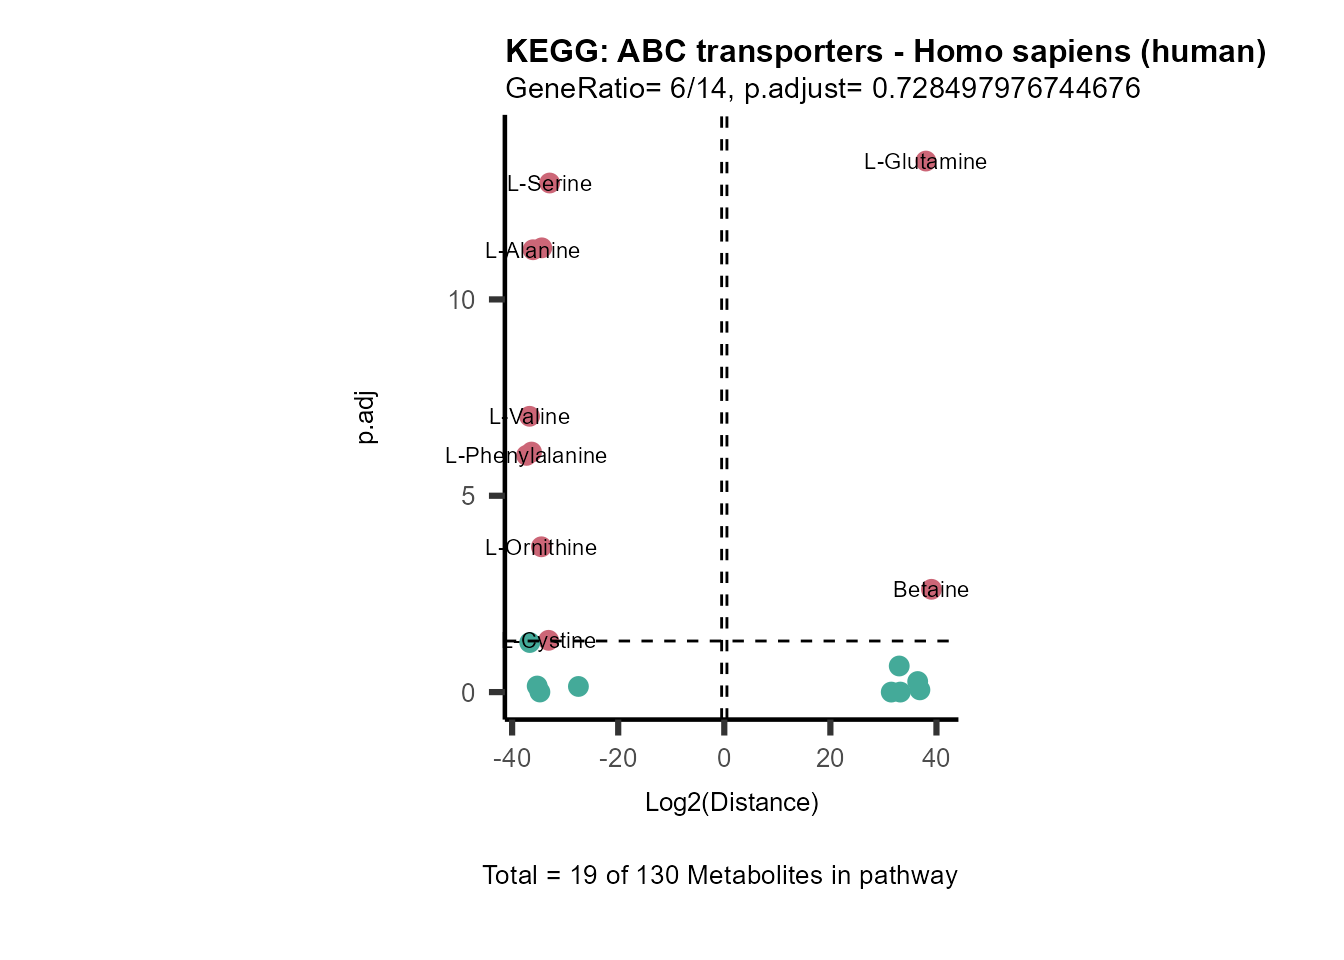 KEGG: ABC transporters - Homo sapiens (human)
GeneRatio= 6/14, p.adjust= 0.728497976744676
L-Glutamine
L-Serine
L-Alanine
10
L-Valine
p.adj
L-Phenylalanine
5
L-Ornithine
Betaine
L-Cystine
0
-40 -20 0 20 40
Log2(Distance)
Total = 19 of 130 Metabolites in pathway